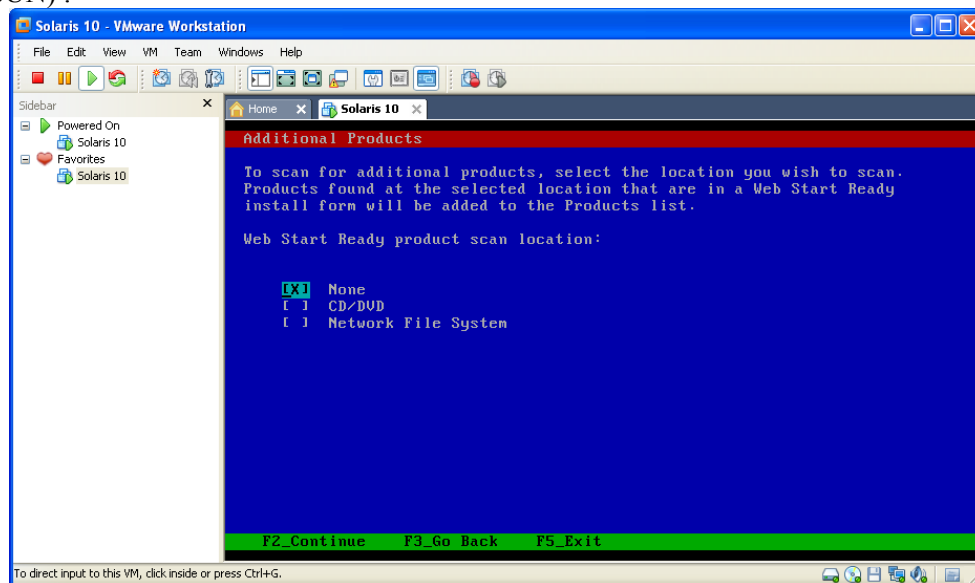 Solaris 10 - VMware Workstation
File Edit View VM Team Windows Help
Sidebar
Powered On
Solaris 10
Favorites
Solaris 10
Home
Solaris 10
Additional Products
To scan for additional products, select the location you wish to scan.
Products found at the selected location that are in a Web Start Ready
install form will be added to the Products list.
Web Start Ready product scan location:
[X] None
[ ] CD/DVD
[ ] Network File System
F2_Continue F3_Go Back F5_Exit
To direct input to this VM, click inside or press Ctrl+G.